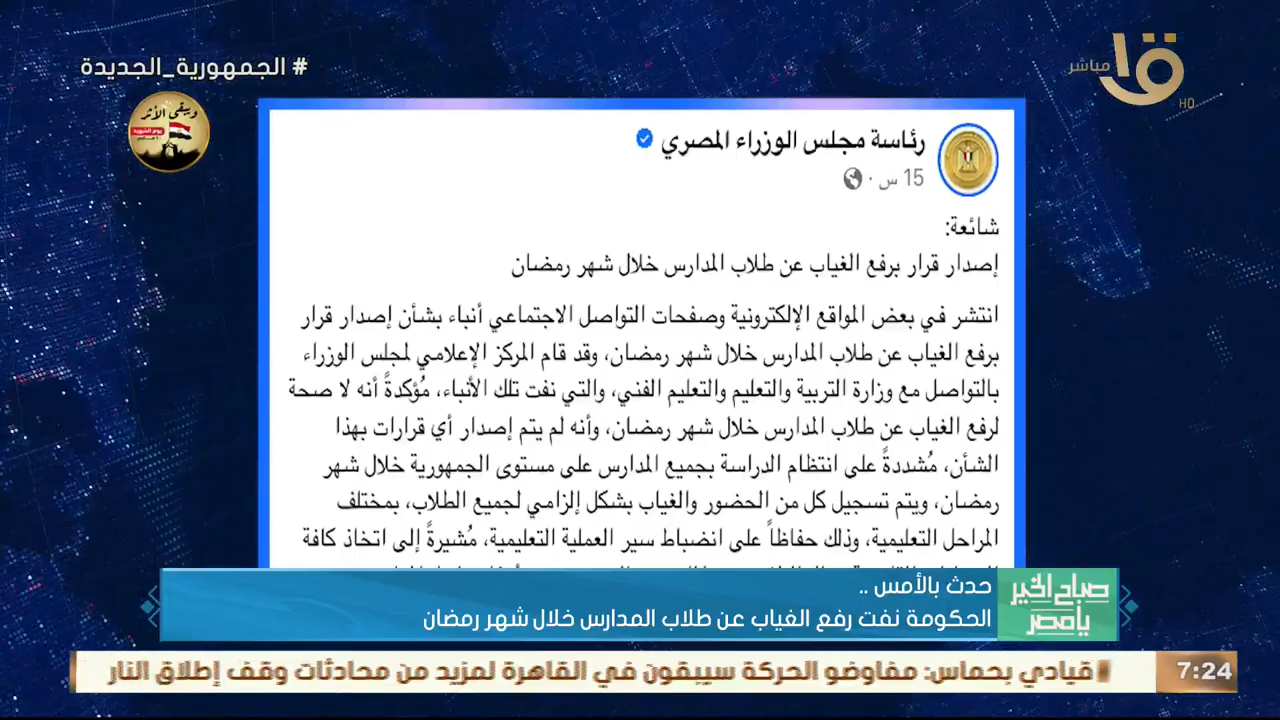 # الجمهورية_الجديدة
مباشر
HD
ويبقى الأثر
يوم الشهيد
رئاسة مجلس الوزراء المصري
15 س ·
شائعة:
إصدار قرار برفع الغياب عن طلاب المدارس خلال شهر رمضان
انتشر في بعض المواقع الإلكترونية وصفحات التواصل الاجتماعي أنباء بشأن إصدار قرار
برفع الغياب عن طلاب المدارس خلال شهر رمضان، وقد قام المركز الإعلامي لمجلس الوزراء
بالتواصل مع وزارة التربية والتعليم والتعليم الفني، والتي نفت تلك الأنباء، مُؤكدةً أنه لا صحة
لرفع الغياب عن طلاب المدارس خلال شهر رمضان، وأنه لم يتم إصدار أي قرارات بهذا
الشأن، مُشددةً على انتظام الدراسة بجميع المدارس على مستوى الجمهورية خلال شهر
رمضان، ويتم تسجيل كل من الحضور والغياب بشكل إلزامي لجميع الطلاب، بمختلف
المراحل التعليمية، وذلك حفاظاً على انضباط سير العملية التعليمية، مُشيرةً إلى اتخاذ كافة
صباح الخير
يا مصر
حدث بالأمس ..
الحكومة نفت رفع الغياب عن طلاب المدارس خلال شهر رمضان
قيادي بحماس: مفاوضو الحركة سيبقون في القاهرة لمزيد من محادثات وقف إطلاق النار
7:24